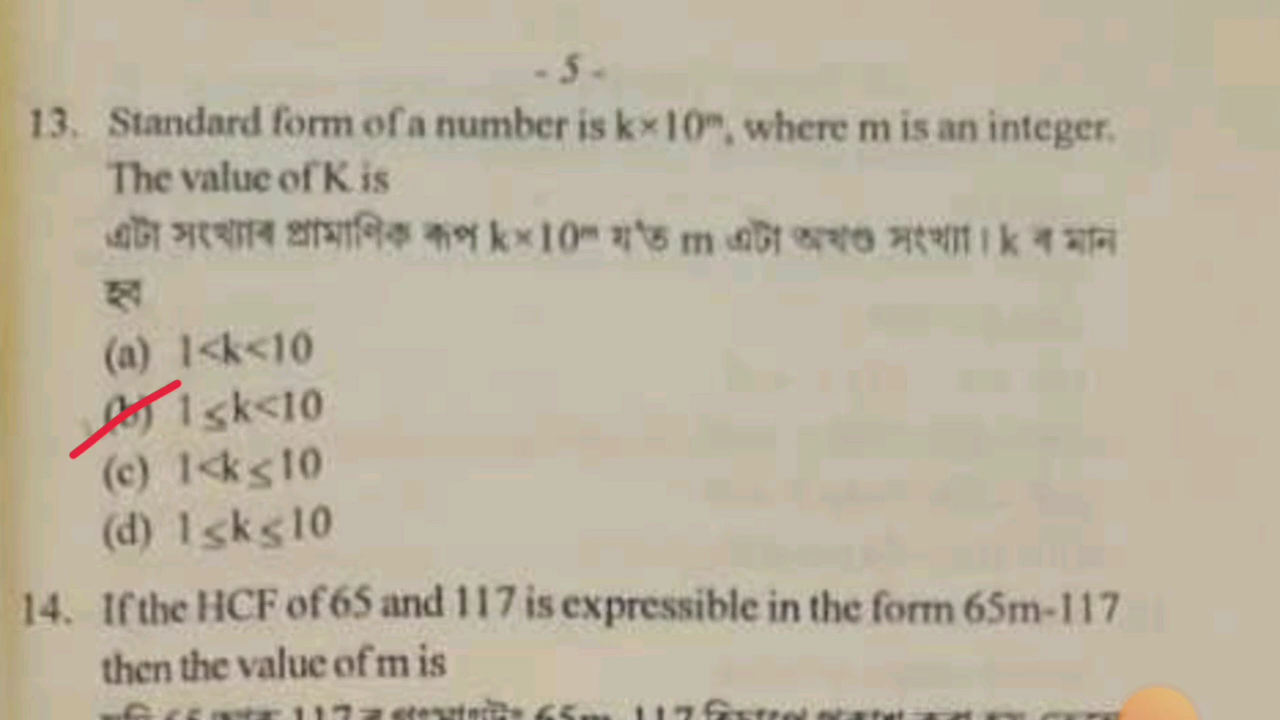 - 5 -
13. Standard form of a number is k×10ᵐ, where m is an integer.
The value of K is
এটা সংখ্যাৰ প্ৰামাণিক ৰূপ k×10ᵐ য'ত m এটা অখণ্ড সংখ্যা। k ৰ মান
হ'ব
(a) 1<k<10
(b) 1≤k<10
(c) 1<k≤10
(d) 1≤k≤10
14. If the HCF of 65 and 117 is expressible in the form 65m-117
then the value of m is